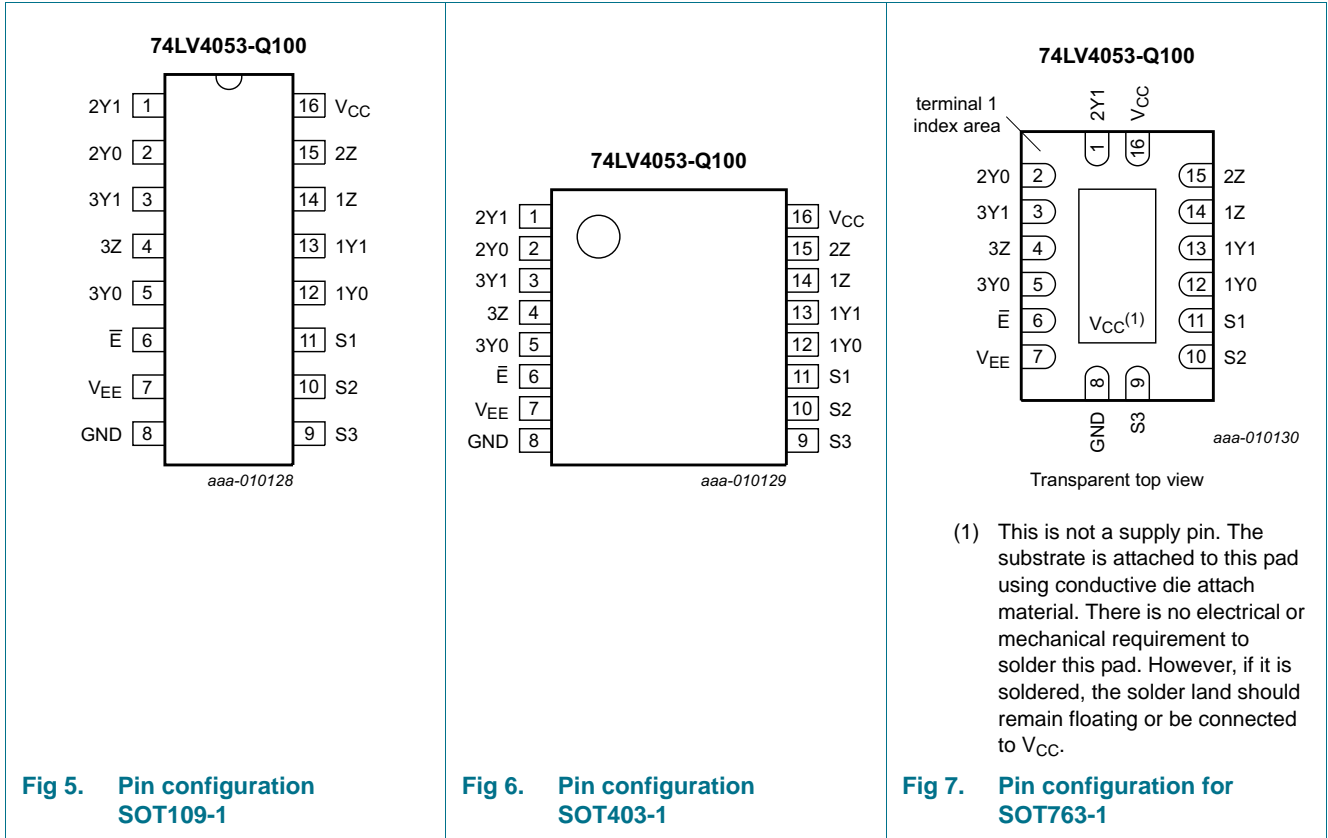 74LV4053-Q100
2Y1 1 16 VCC
2Y0 2 15 2Z
3Y1 3 14 1Z
3Z 4 13 1Y1
3Y0 5 12 1Y0
E̅ 6 11 S1
VEE 7 10 S2
GND 8 9 S3
aaa-010128
Fig 5. Pin configuration
SOT109-1
74LV4053-Q100
2Y1 1 16 VCC
2Y0 2 15 2Z
3Y1 3 14 1Z
3Z 4 13 1Y1
3Y0 5 12 1Y0
E̅ 6 11 S1
VEE 7 10 S2
GND 8 9 S3
aaa-010129
Fig 6. Pin configuration
SOT403-1
74LV4053-Q100
terminal 1
index area
2Y1 VCC
1 16
2Y0 2 15 2Z
3Y1 3 14 1Z
3Z 4 13 1Y1
3Y0 5 12 1Y0
E̅ 6 VCC(1) 11 S1
VEE 7 10 S2
8 9
GND S3
aaa-010130
Transparent top view
(1) This is not a supply pin. The
substrate is attached to this pad
using conductive die attach
material. There is no electrical or
mechanical requirement to
solder this pad. However, if it is
soldered, the solder land should
remain floating or be connected
to VCC.
Fig 7. Pin configuration for
SOT763-1